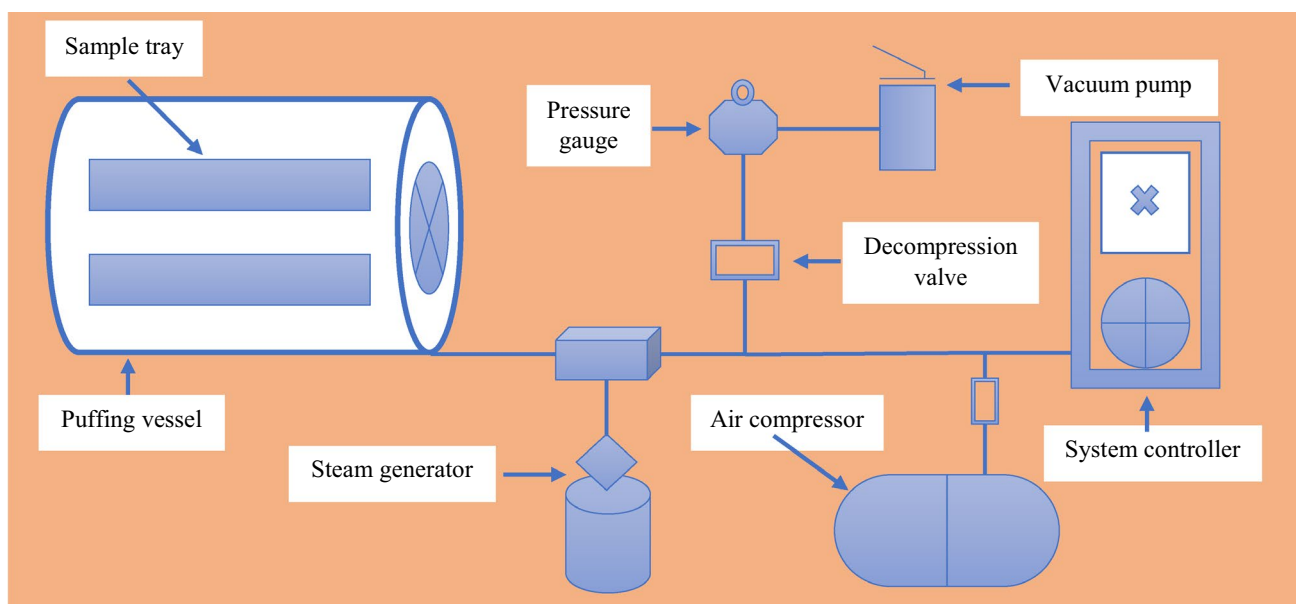 Sample tray
Vacuum pump
Pressure
gauge
Decompression
valve
Puffing vessel
Air compressor
System controller
Steam generator